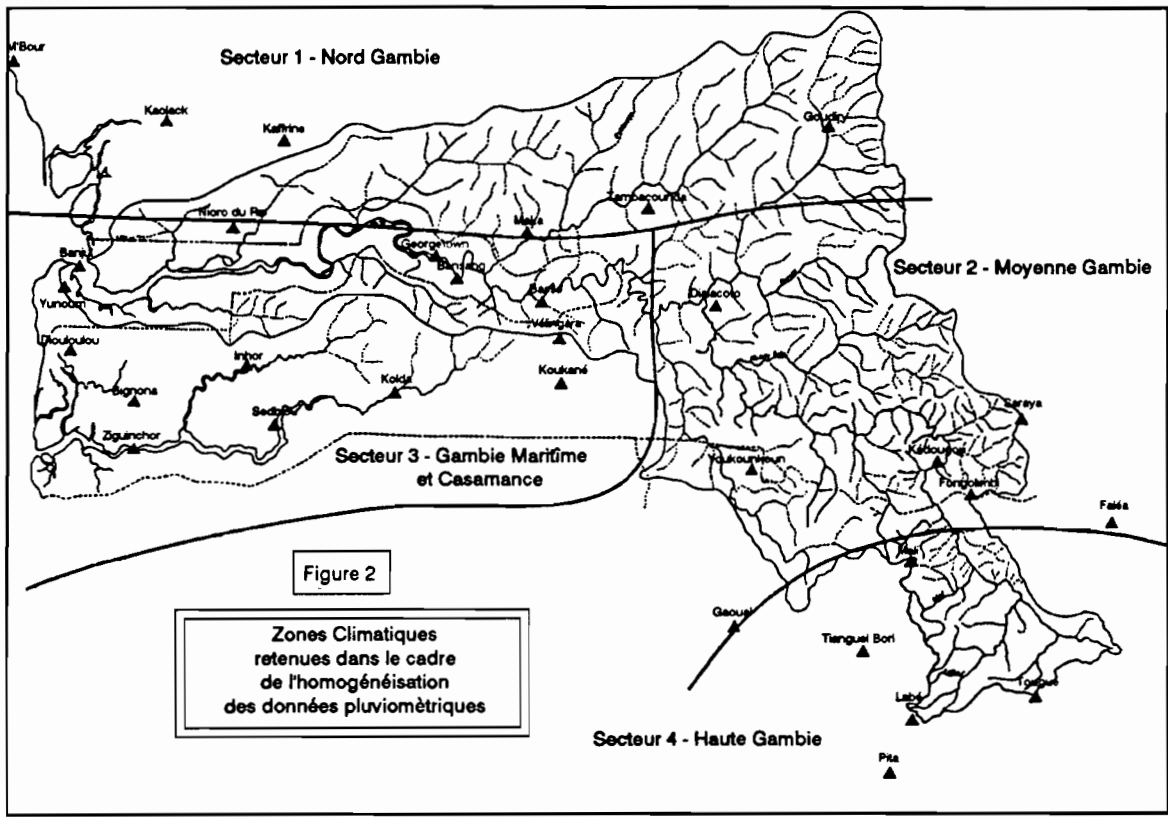 M'Bour
Secteur 1 - Nord Gambie
Kaolack
Kaffrine
Goudiry
Tambacounda
Nioro du Rip
Maka
Georgetown
Bansang
Banjul
Secteur 2 - Moyenne Gambie
Yundum
Basse
Dialacoto
Vélingara
Diouloulou
Inhor
Koukané
Kolda
Bignona
Saraya
Sedhiou
Ziguinchor
Secteur 3 - Gambie Maritime
et Casamance
Youkounkoun
Kédougou
Fongolembi
Faléa
Mali
Figure 2
Gaoual
Zones Climatiques
retenues dans le cadre
de l'homogénéisation
des données pluviomètriques
Tianguel Bori
Tougué
Labé
Secteur 4 - Haute Gambie
Pita